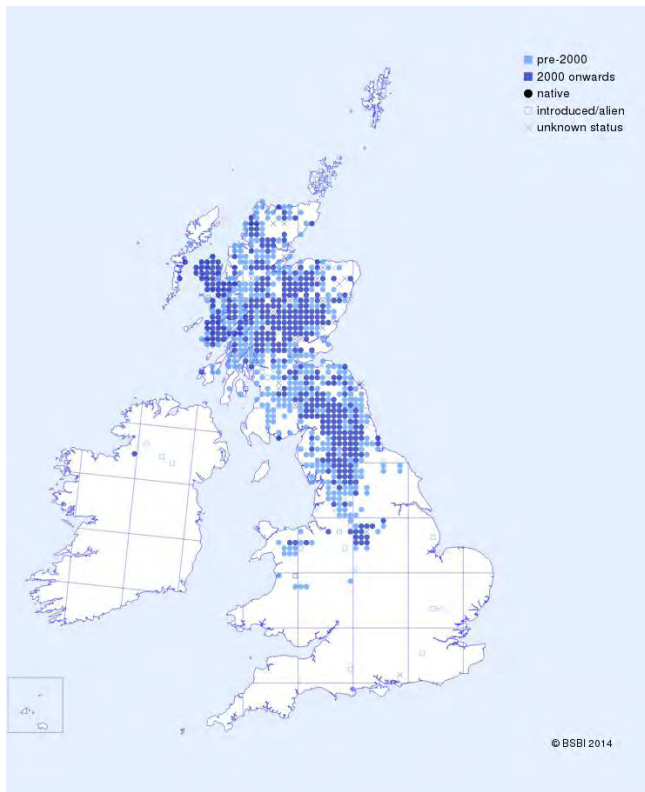 pre-2000
2000 onwards
native
introduced/alien
unknown status
© BSBI 2014